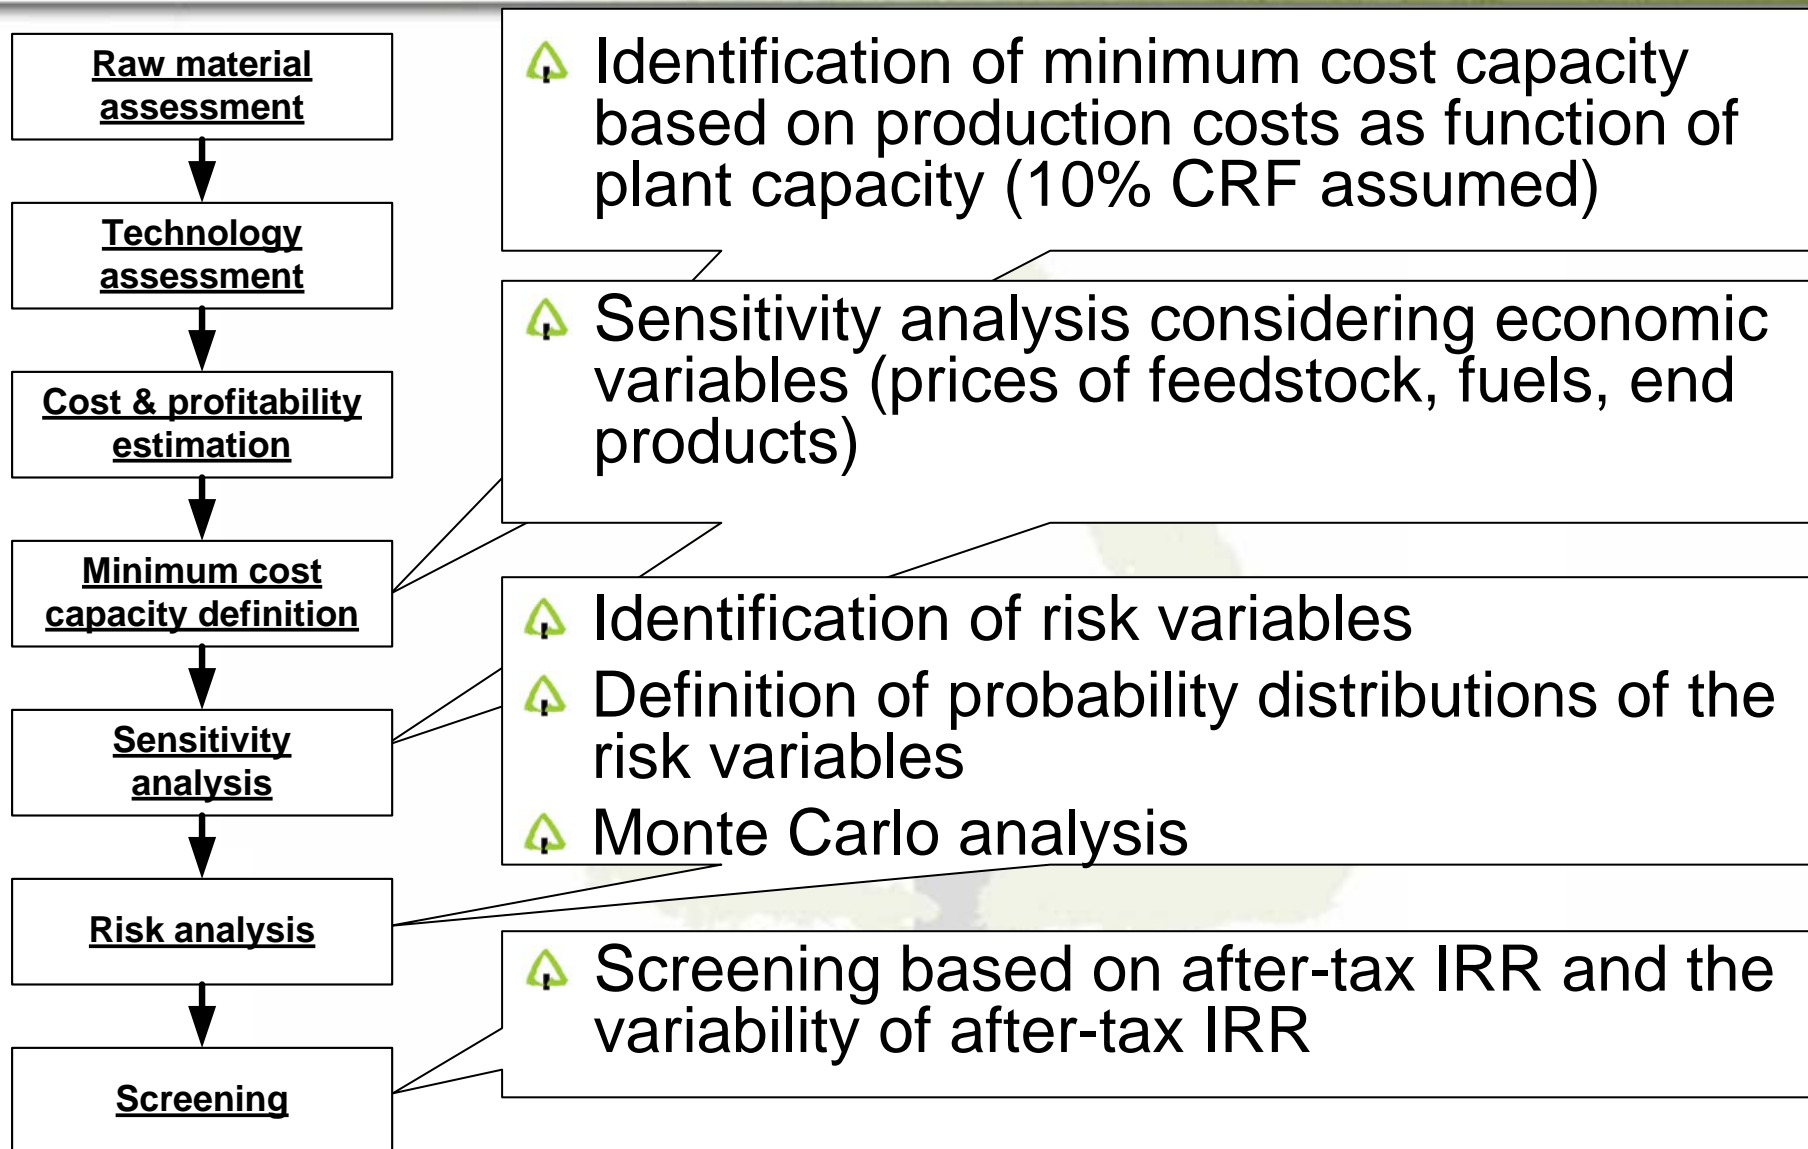 Raw material
assessment
Technology
assessment
Cost & profitability
estimation
Minimum cost
capacity definition
Sensitivity
analysis
Risk analysis
Screening
Identification of minimum cost capacity
based on production costs as function of
plant capacity (10% CRF assumed)
Sensitivity analysis considering economic
variables (prices of feedstock, fuels, end
products)
Identification of risk variables
Definition of probability distributions of the
risk variables
Monte Carlo analysis
Screening based on after-tax IRR and the
variability of after-tax IRR